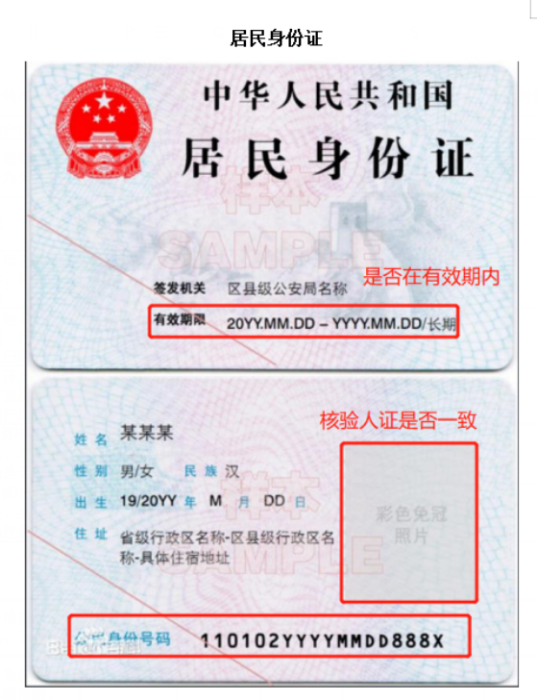 居民身份证
中华人民共和国
居民身份证
样本
SAMPLE
是否在有效期内
签发机关 区县级公安局名称
有效期限 20YY.MM.DD – YYYY.MM.DD/长期
核验人证是否一致
姓名 某某某
性别 男/女 民族 汉
出生 19/20YY 年 M 月 DD 日
彩色免冠
照片
住址 省级行政区名称-区县级行政区名
称-具体住宿地址
样本
SAMPLE
公民身份号码 110102YYYYMMDD888X